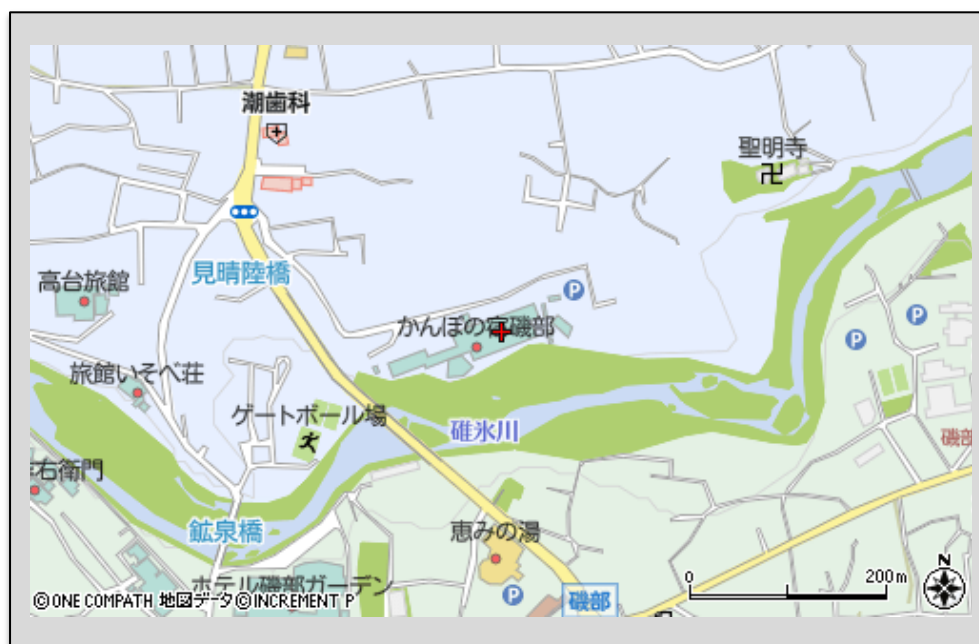 潮歯科
聖明寺
見晴陸橋
高台旅館
P
かんぽの宿磯部
P
P
旅館いそべ荘
ゲートボール場
碓氷川
磯部
右衛門
鉱泉橋
恵みの湯
ホテル磯部ガーデン
P
磯部
0 200m
N
©ONE COMPATH 地図データ©INCREMENT P